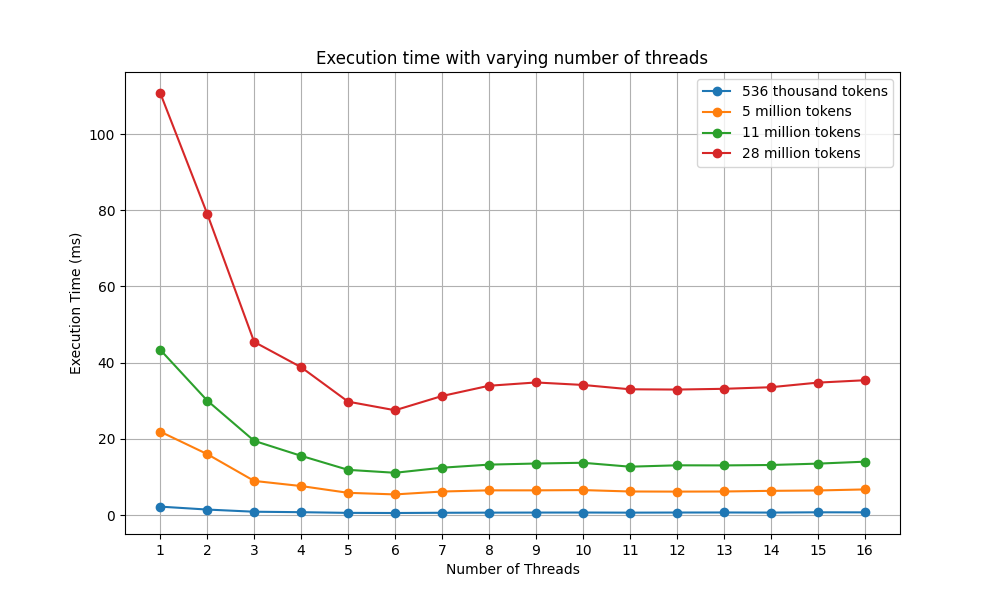 Execution time with varying number of threads
536 thousand tokens
5 million tokens
11 million tokens
28 million tokens
100
80
60
40
20
0
Execution Time (ms)
1 2 3 4 5 6 7 8 9 10 11 12 13 14 15 16
Number of Threads